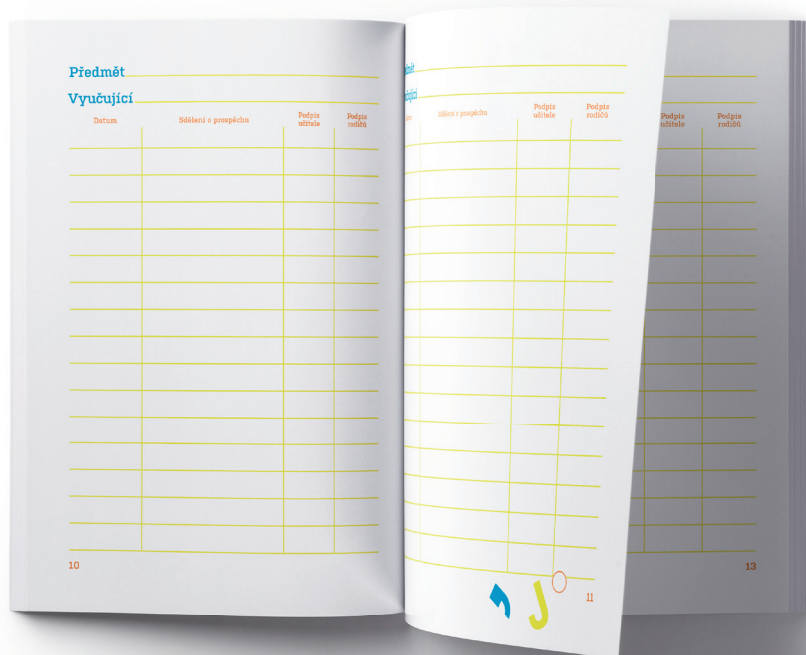 Předmět
Vyučující
Datum
Sdělení o prospěchu
Podpis
učitele
Podpis
rodičů
10
Sdělení o prospěchu
Podpis
učitele
Podpis
rodičů
11
Podpis
učitele
Podpis
rodičů
13